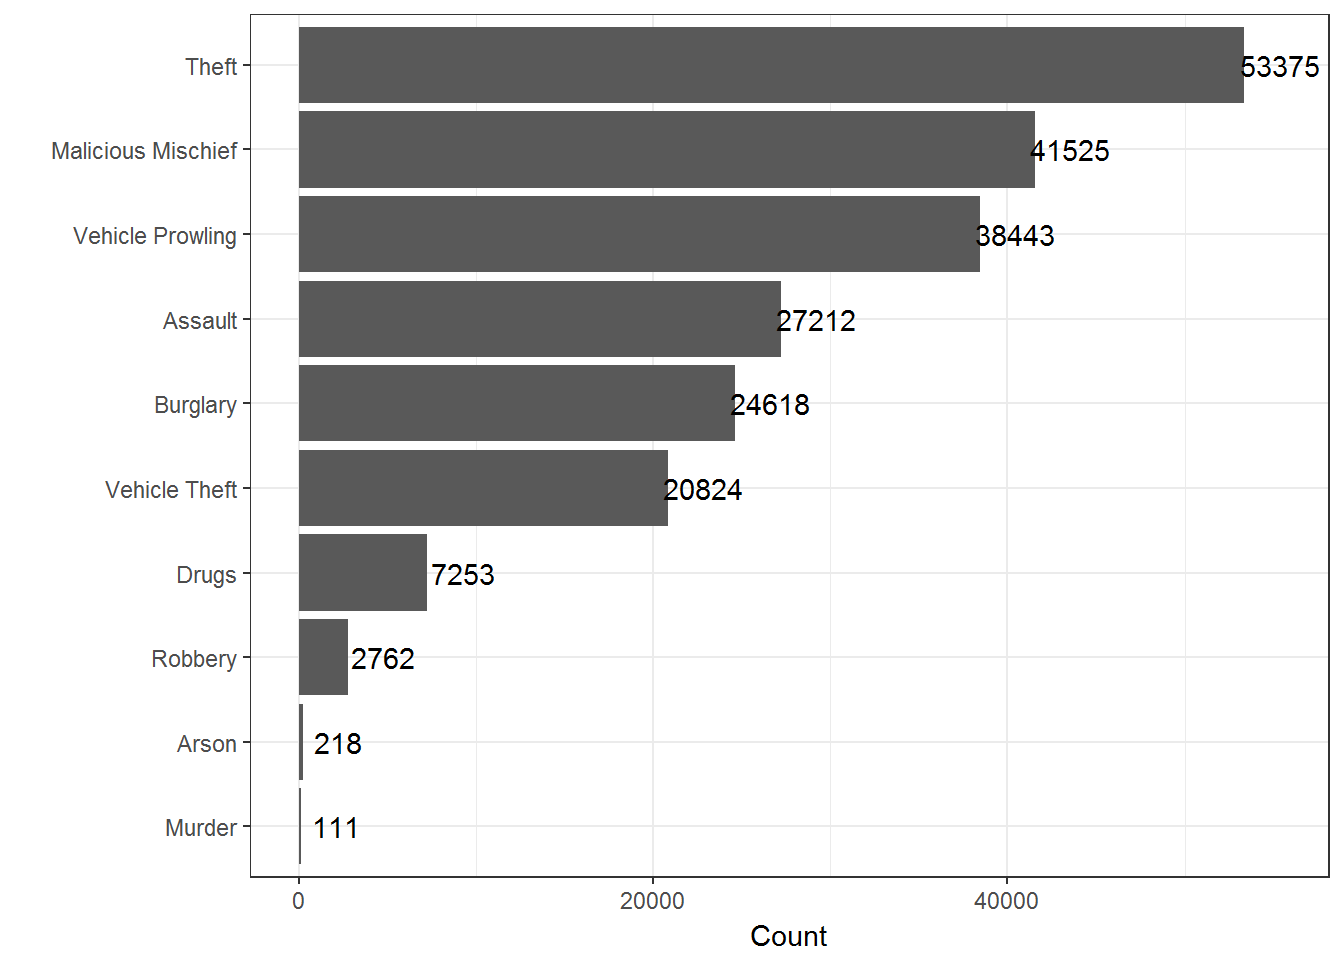 Theft 53375
Malicious Mischief 41525
Vehicle Prowling 38443
Assault 27212
Burglary 24618
Vehicle Theft 20824
Drugs 7253
Robbery 2762
Arson 218
Murder 111
0 20000 40000
Count